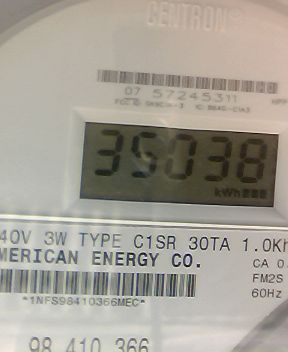 CENTRON®
07 57245311
35038
kWh
40V 3W TYPE C1SR 30TA 1.0Kh
MERICAN ENERGY CO.
CA 0.
FM2S
*1NFS98410366MEC*
60Hz
98 410 366